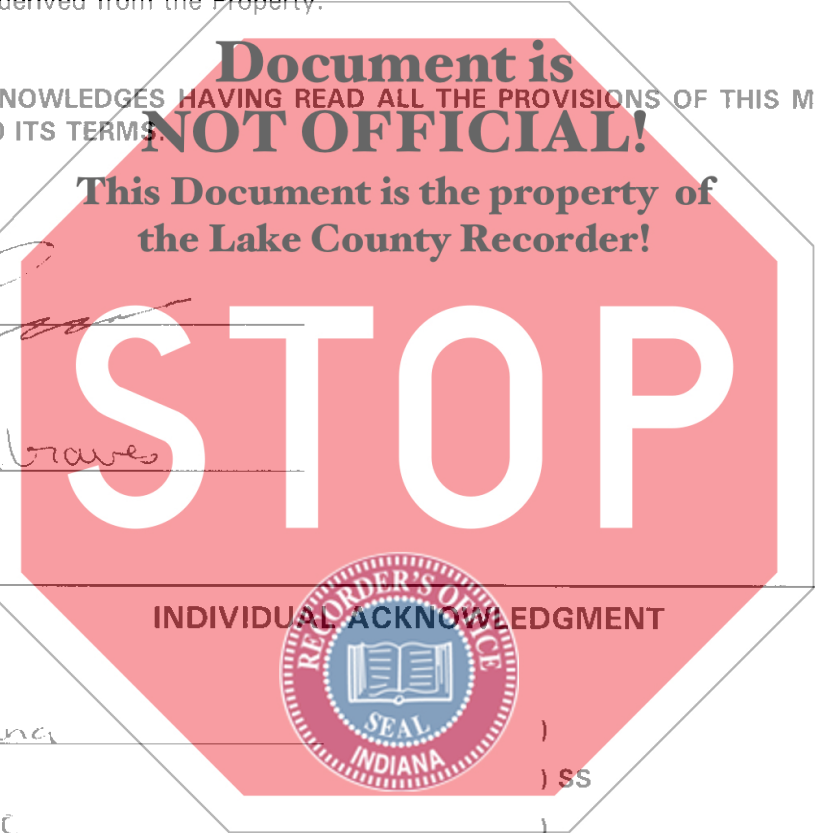 derived from the Property.
Document is
NOWLEDGES HAVING READ ALL THE PROVISIONS OF THIS M
ITS TERMS.
NOT OFFICIAL!
This Document is the property of
the Lake County Recorder!
STOP
Graves
INDIVIDUAL ACKNOWLEDGMENT
RECORDER'S OFFICE
SEAL
INDIANA
)
) SS
)